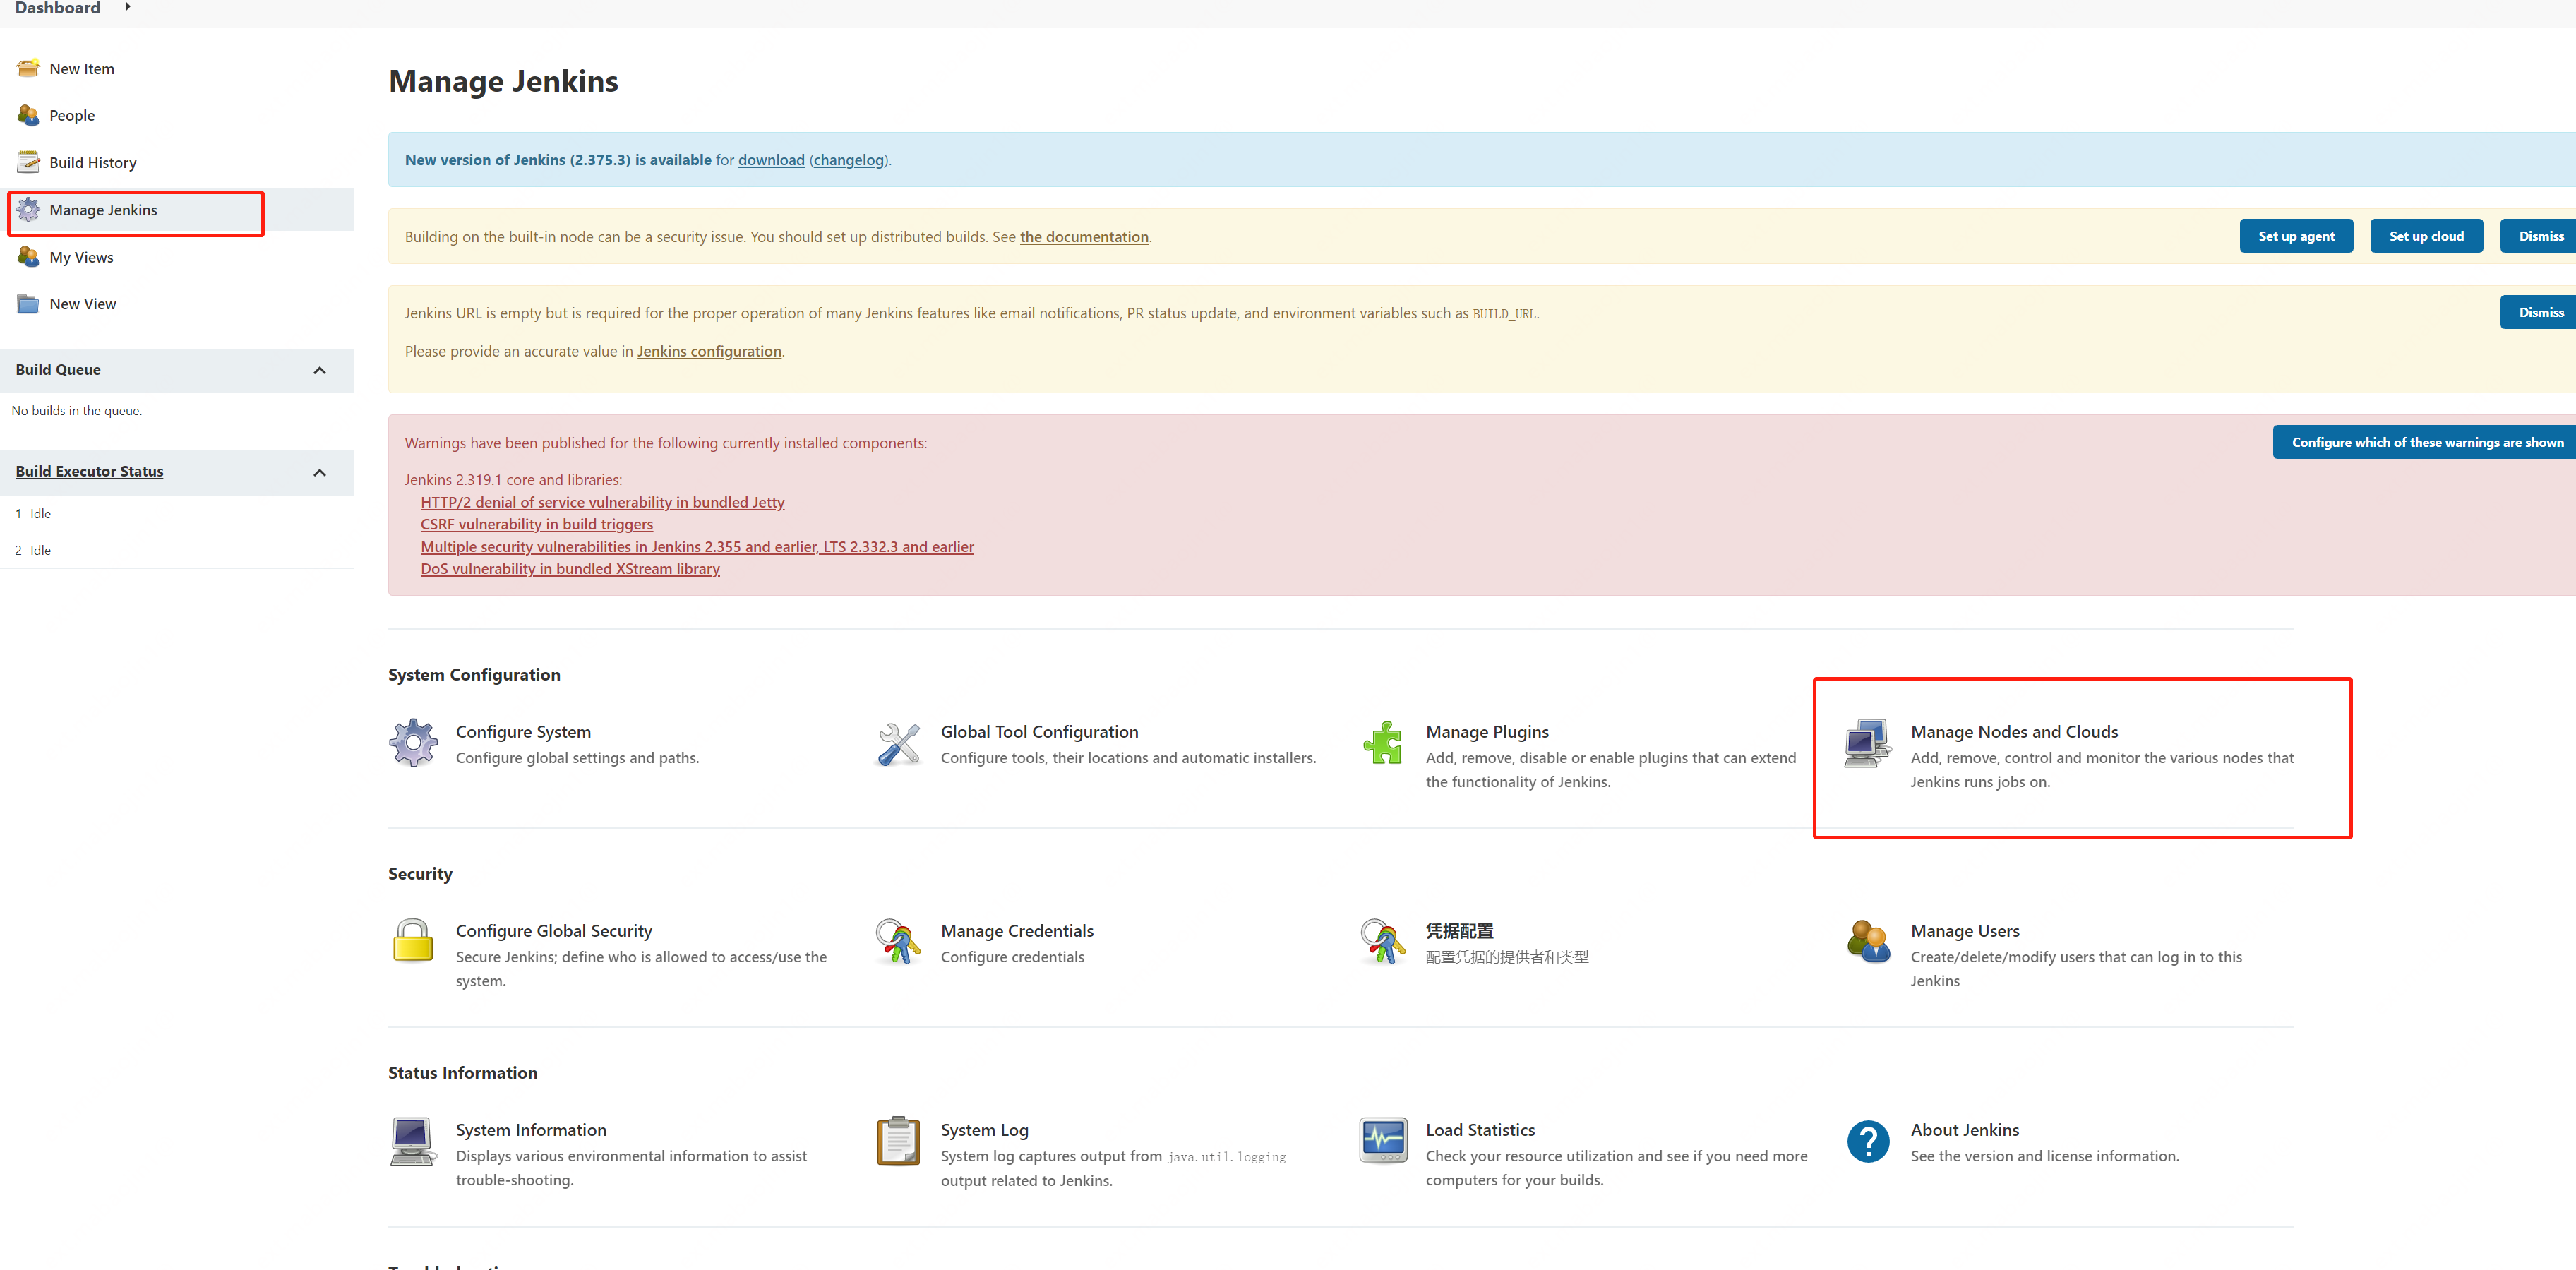 Dashboard
New Item
People
Build History
Manage Jenkins
My Views
New View
Build Queue
No builds in the queue.
Build Executor Status
1 Idle
2 Idle
Manage Jenkins
New version of Jenkins (2.375.3) is available for download (changelog).
Building on the built-in node can be a security issue. You should set up distributed builds. See the documentation.
Set up agent
Set up cloud
Dismiss
Jenkins URL is empty but is required for the proper operation of many Jenkins features like email notifications, PR status update, and environment variables such as BUILD_URL.
Dismiss
Please provide an accurate value in Jenkins configuration.
Warnings have been published for the following currently installed components:
Configure which of these warnings are shown
Jenkins 2.319.1 core and libraries:
HTTP/2 denial of service vulnerability in bundled Jetty
CSRF vulnerability in build triggers
Multiple security vulnerabilities in Jenkins 2.355 and earlier, LTS 2.332.3 and earlier
DoS vulnerability in bundled XStream library
System Configuration
Configure System
Configure global settings and paths.
Global Tool Configuration
Configure tools, their locations and automatic installers.
Manage Plugins
Add, remove, disable or enable plugins that can extend
the functionality of Jenkins.
Manage Nodes and Clouds
Add, remove, control and monitor the various nodes that
Jenkins runs jobs on.
Security
Configure Global Security
Secure Jenkins; define who is allowed to access/use the
system.
Manage Credentials
Configure credentials
凭据配置
配置凭据的提供者和类型
Manage Users
Create/delete/modify users that can log in to this
Jenkins
Status Information
System Information
Displays various environmental information to assist
trouble-shooting.
System Log
System log captures output from java.util.logging
output related to Jenkins.
Load Statistics
Check your resource utilization and see if you need more
computers for your builds.
About Jenkins
See the version and license information.